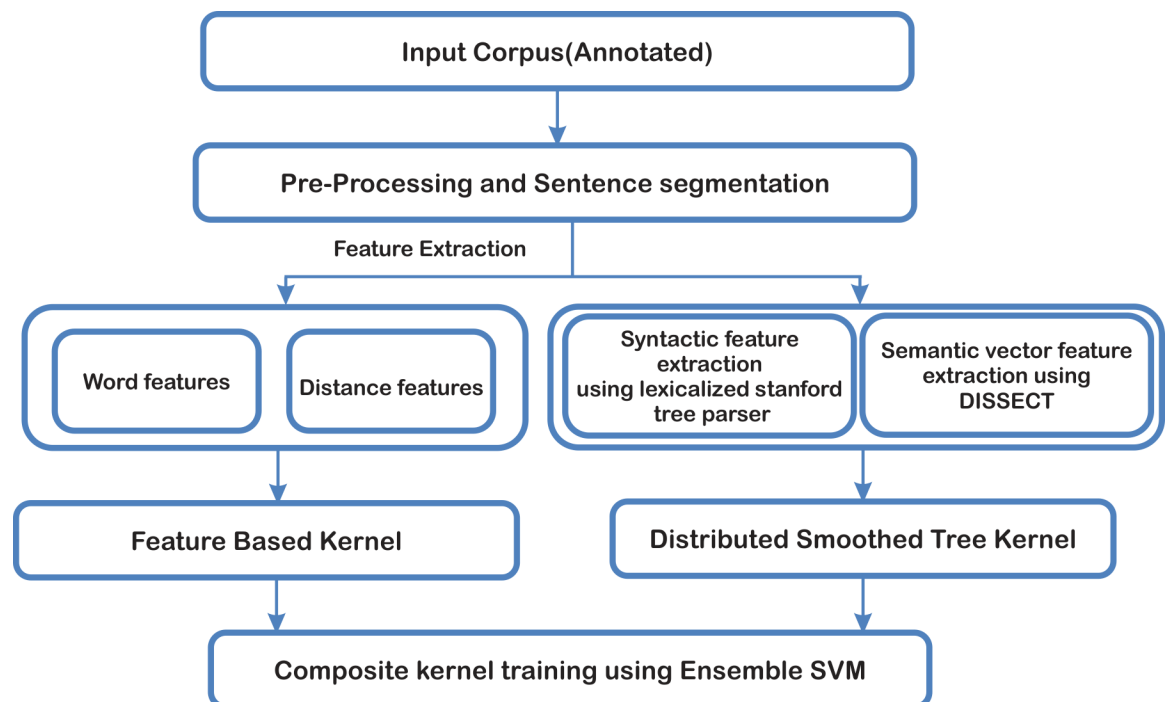 Input Corpus(Annotated)
Pre-Processing and Sentence segmentation
Feature Extraction
Word features
Distance features
Syntactic feature
extraction
using lexicalized stanford
tree parser
Semantic vector feature
extraction using
DISSECT
Feature Based Kernel
Distributed Smoothed Tree Kernel
Composite kernel training using Ensemble SVM